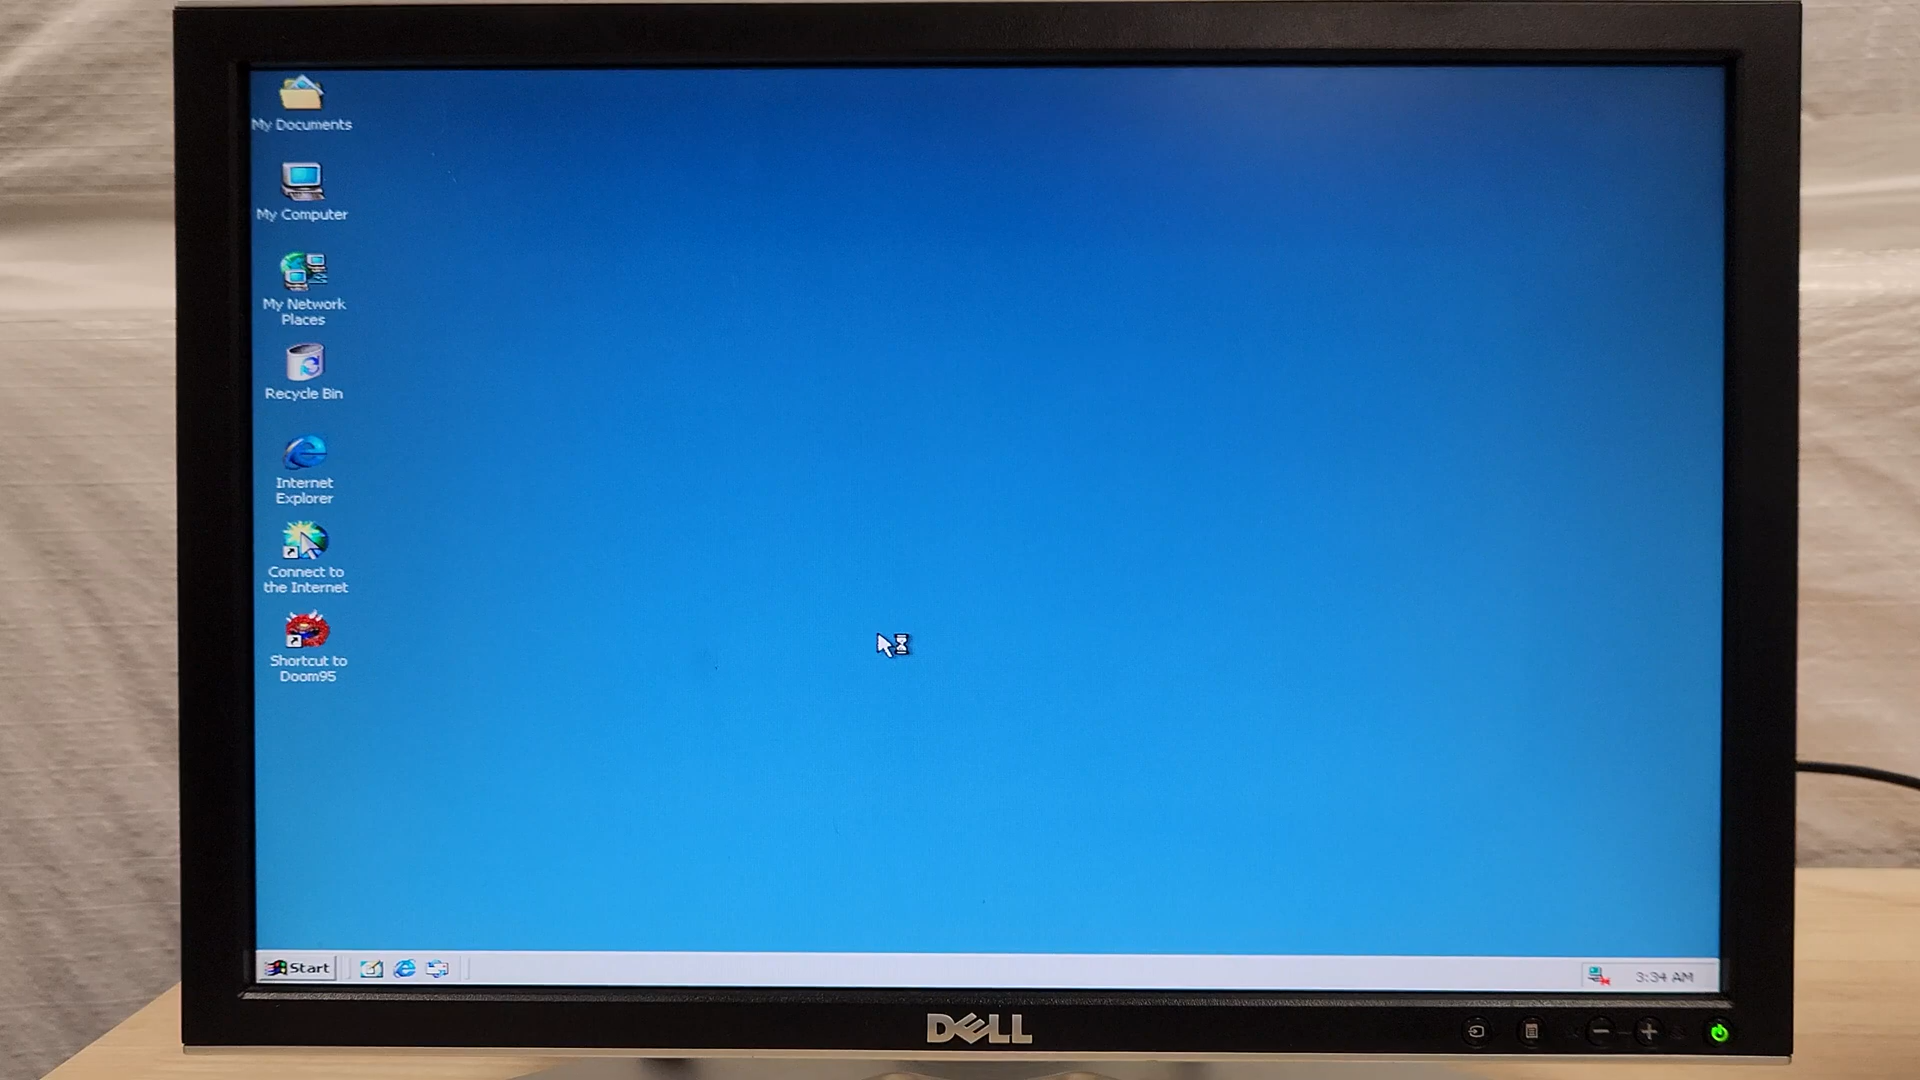 My Documents
My Computer
My Network
Places
Recycle Bin
Internet
Explorer
Connect to
the Internet
Shortcut to
Doom95
Start
3:34 AM
DELL